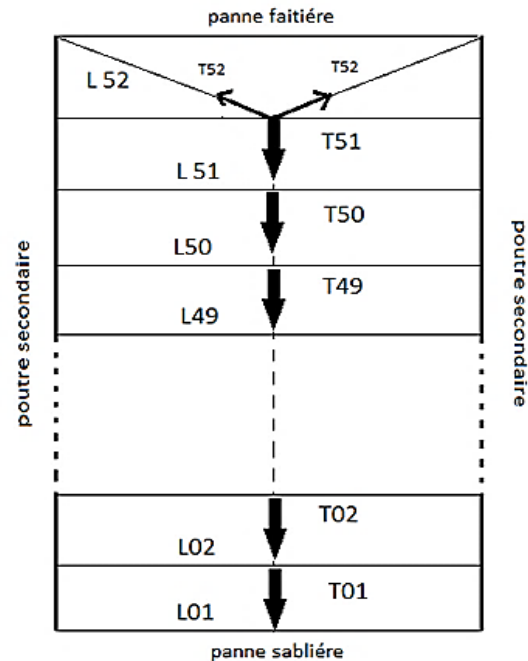 panne faitiére
T52 T52
L 52
T51
L 51
T50
L50
T49
L49
poutre secondaire
poutre secondaire
T02
L02
T01
L01
panne sabliére